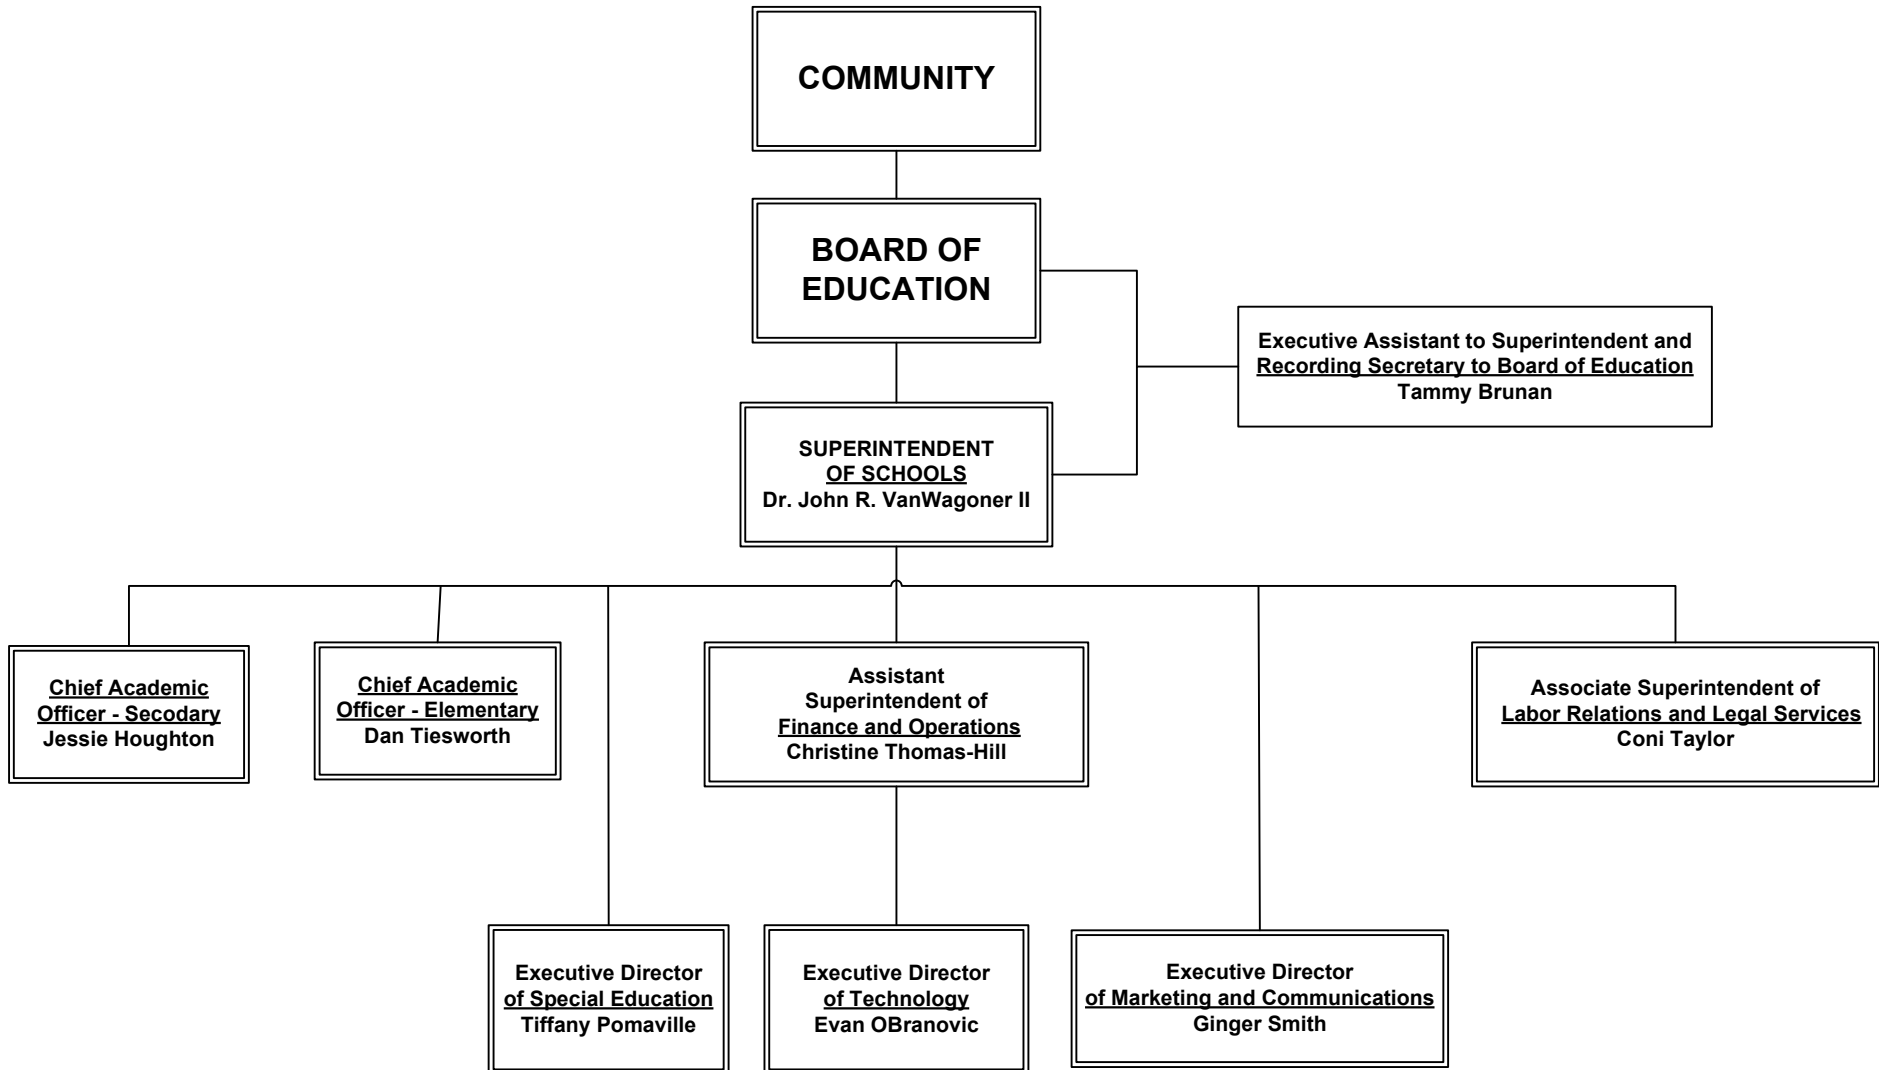 COMMUNITY
BOARD OF
EDUCATION
Executive Assistant to Superintendent and
Recording Secretary to Board of Education
Tammy Brunan
SUPERINTENDENT
OF SCHOOLS
Dr. John R. VanWagoner II
Chief Academic
Officer - Secodary
Jessie Houghton
Chief Academic
Officer - Elementary
Dan Tiesworth
Assistant
Superintendent of
Finance and Operations
Christine Thomas-Hill
Associate Superintendent of
Labor Relations and Legal Services
Coni Taylor
Executive Director
of Special Education
Tiffany Pomaville
Executive Director
of Technology
Evan OBranovic
Executive Director
of Marketing and Communications
Ginger Smith